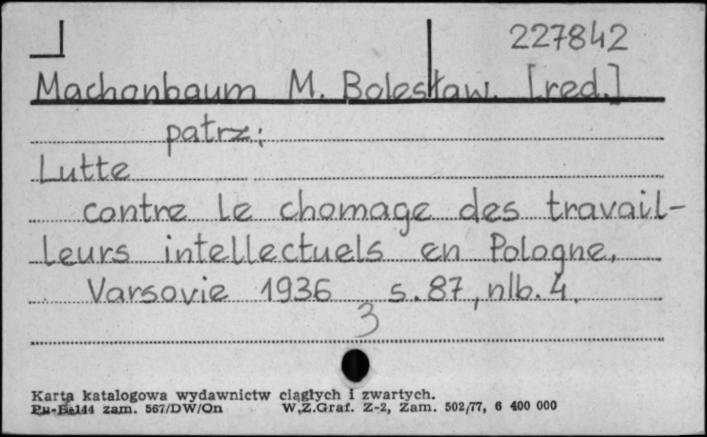 227842
Machonbaum M. Bolesław. [red.]
patrz:
Lutte
contre le chomage des travail-
leurs intellectuels en Pologne.
Varsovie 1936 s. 87, nlb. 4.
3
Karta katalogowa wydawnictw ciągłych i zwartych.
zam. 567/DW/On W.Z.Graf. Z-2, Zam. 502/77, 6 400 000